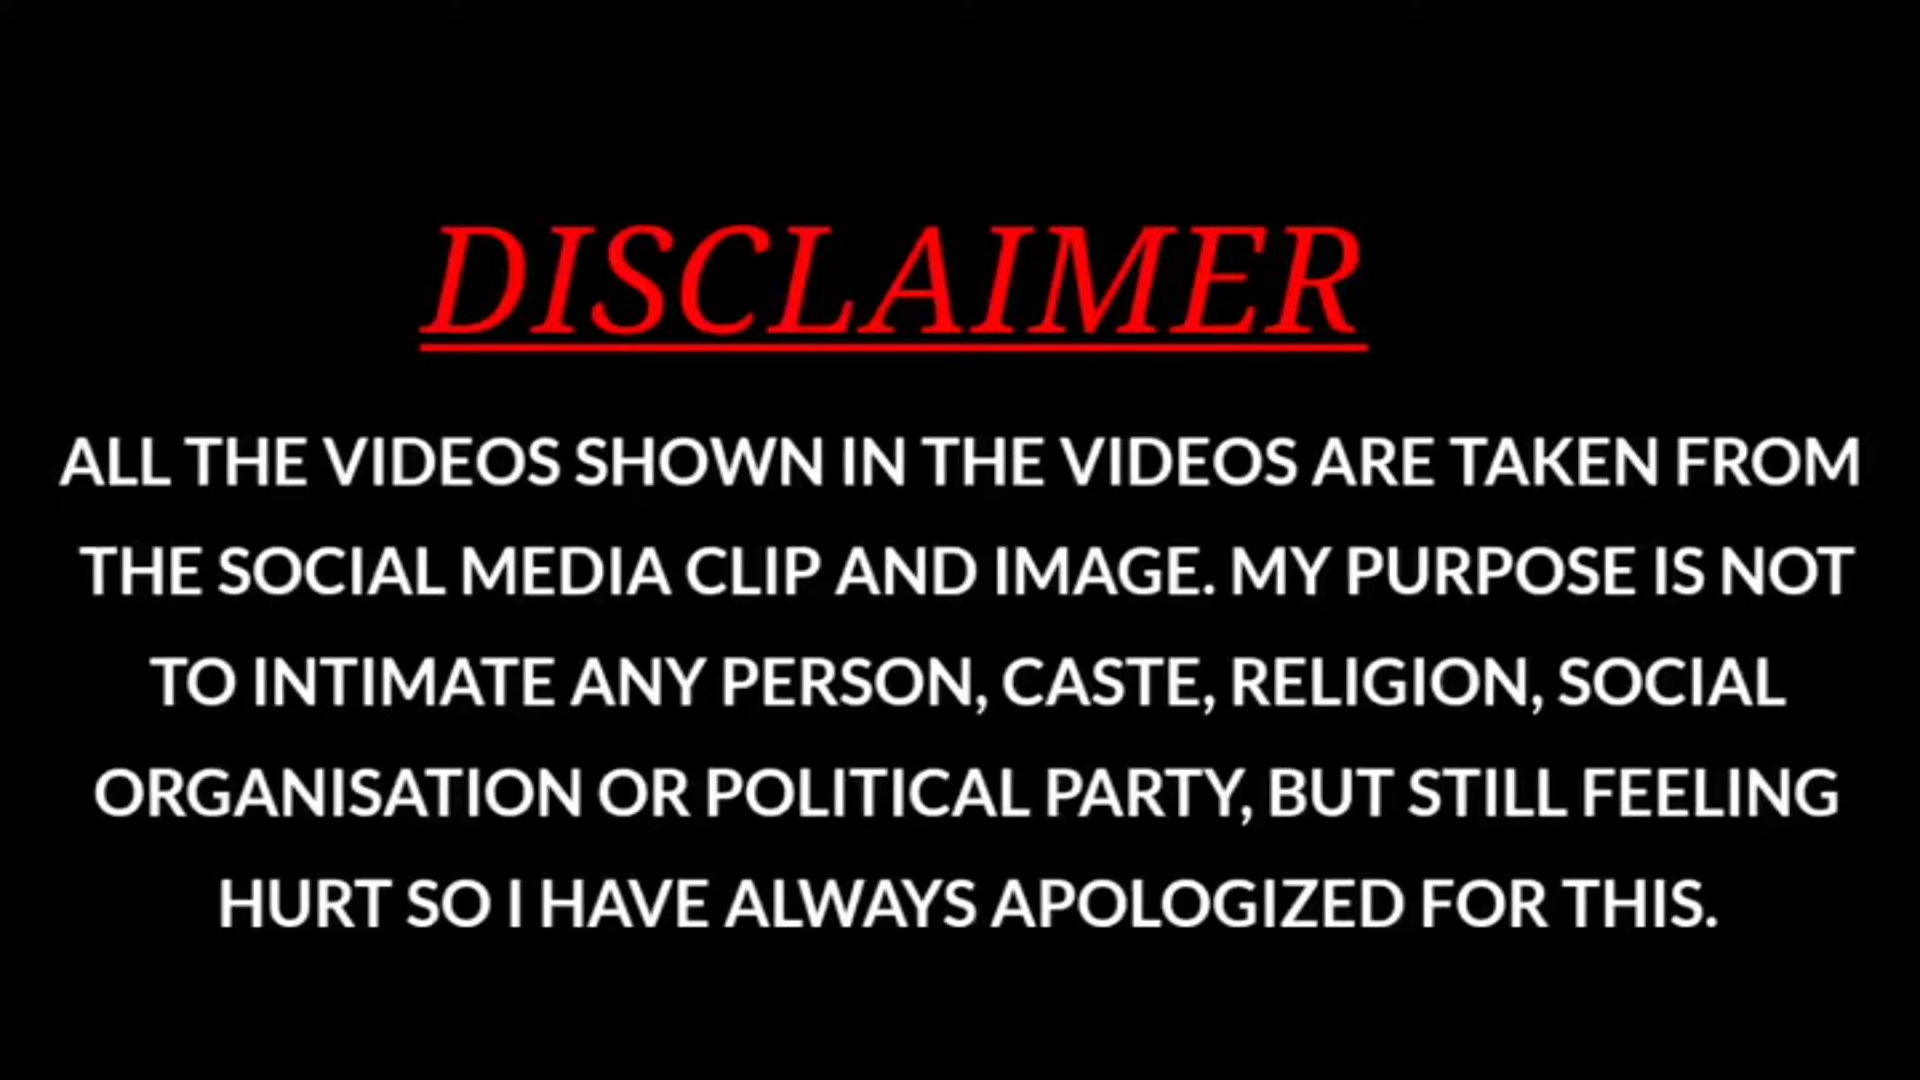 DISCLAIMER
ALL THE VIDEOS SHOWN IN THE VIDEOS ARE TAKEN FROM
THE SOCIAL MEDIA CLIP AND IMAGE. MY PURPOSE IS NOT
TO INTIMATE ANY PERSON, CASTE, RELIGION, SOCIAL
ORGANISATION OR POLITICAL PARTY, BUT STILL FEELING
HURT SO I HAVE ALWAYS APOLOGIZED FOR THIS.